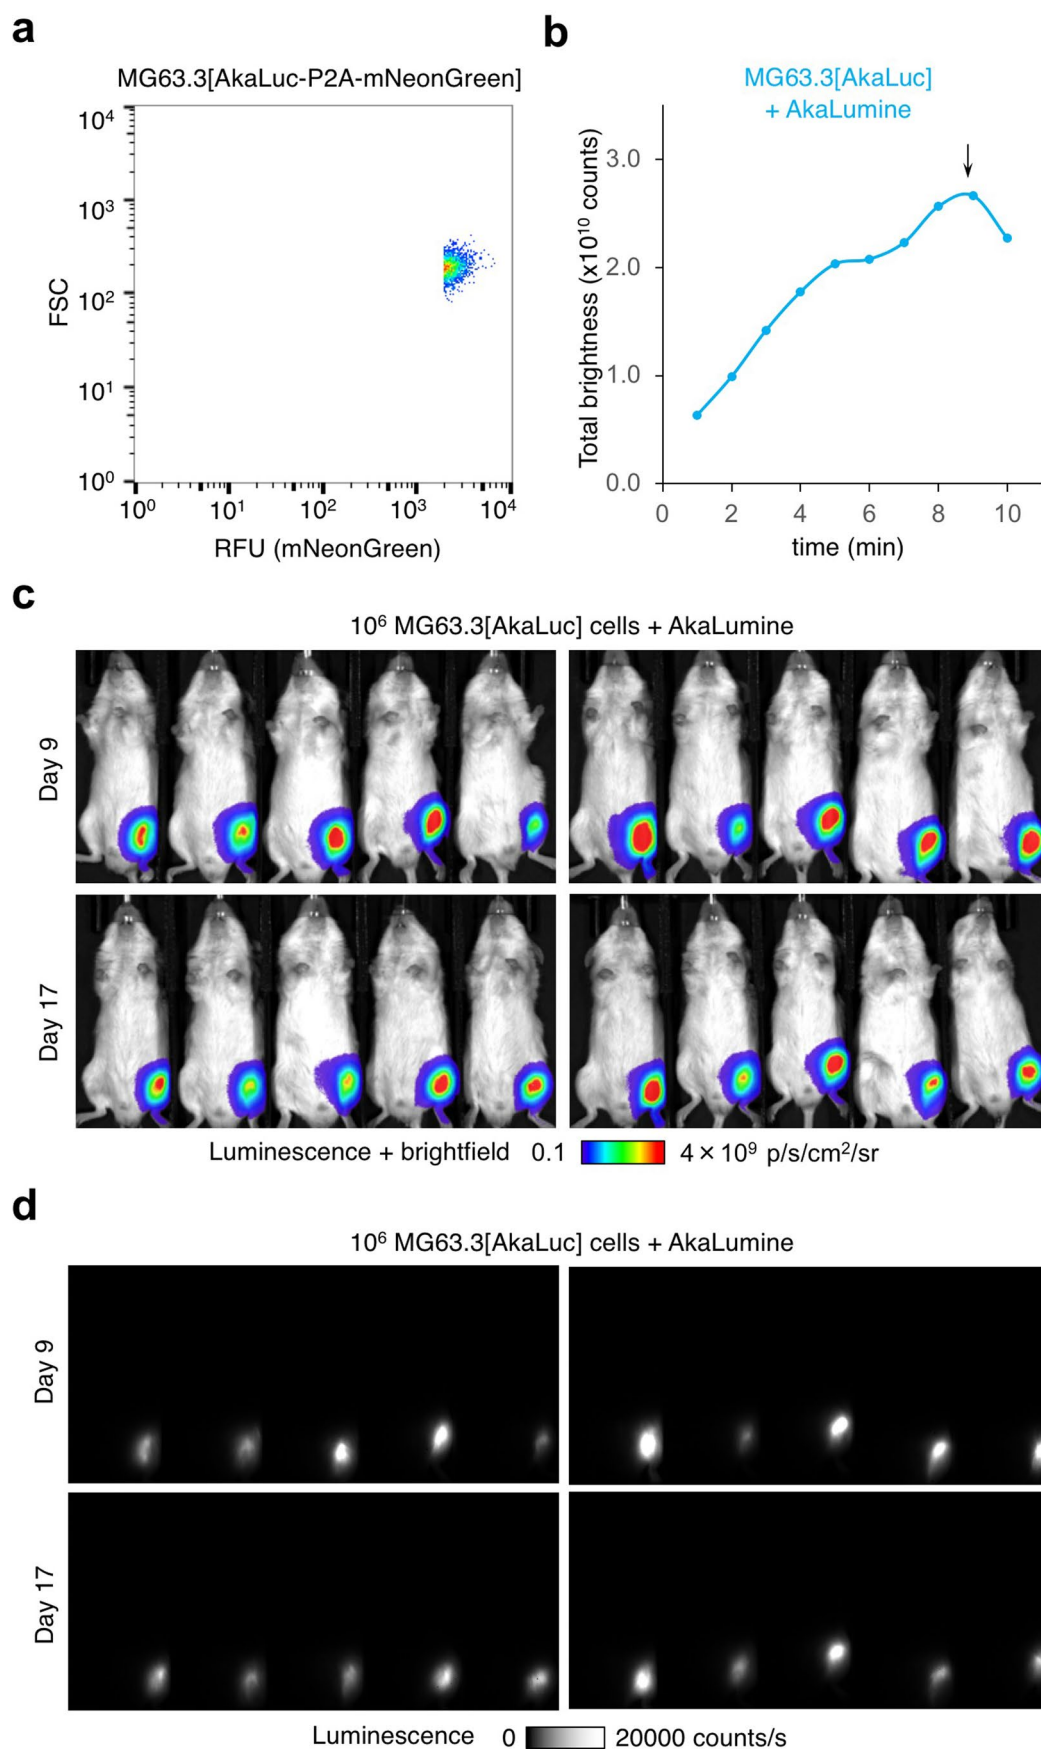 a
MG63.3[AkaLuc-P2A-mNeonGreen]
10⁴
10³
10²
10¹
10⁰
FSC
10⁰ 10¹ 10² 10³ 10⁴
RFU (mNeonGreen)
b
MG63.3[AkaLuc]
+ AkaLumine
Total brightness (x10¹⁰ counts)
3.0
2.0
1.0
0.0
0 2 4 6 8 10
time (min)
c
10⁶ MG63.3[AkaLuc] cells + AkaLumine
Day 9
Day 17
Luminescence + brightfield 0.1 4 × 10⁹ p/s/cm²/sr
d
10⁶ MG63.3[AkaLuc] cells + AkaLumine
Day 9
Day 17
Luminescence 0 20000 counts/s